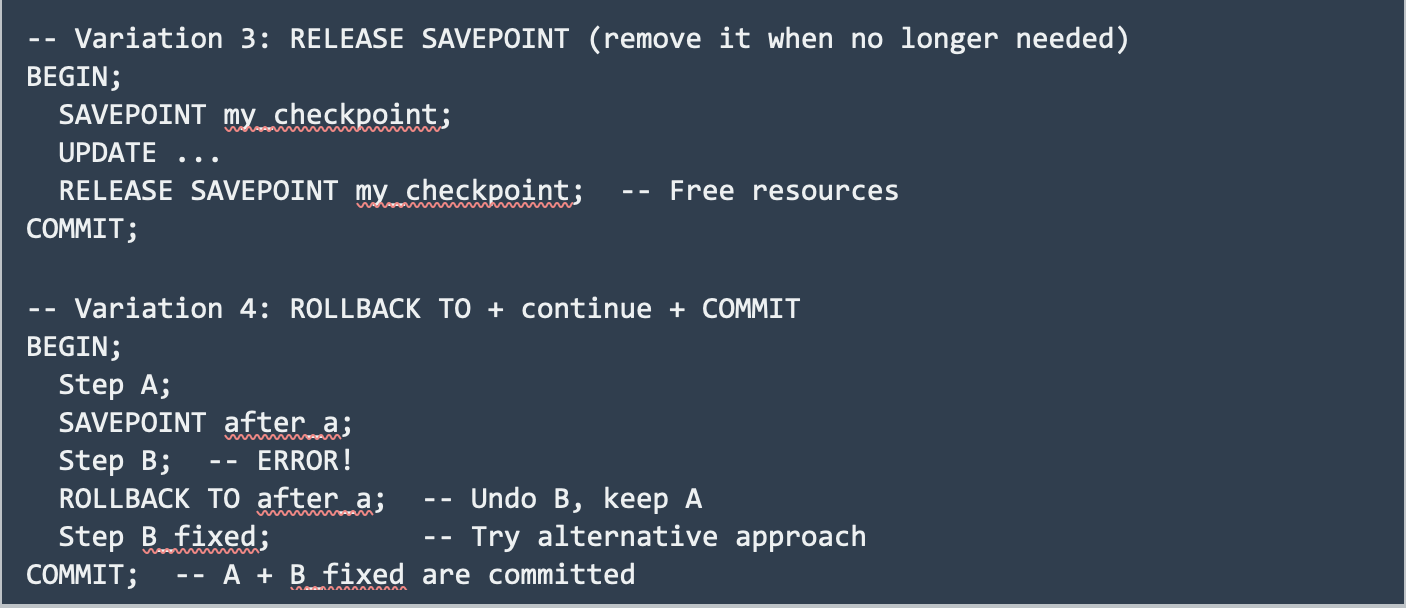 -- Variation 3: RELEASE SAVEPOINT (remove it when no longer needed)
BEGIN;
  SAVEPOINT my_checkpoint;
  UPDATE ...
  RELEASE SAVEPOINT my_checkpoint;  -- Free resources
COMMIT;

-- Variation 4: ROLLBACK TO + continue + COMMIT
BEGIN;
  Step A;
  SAVEPOINT after_a;
  Step B;  -- ERROR!
  ROLLBACK TO after_a;  -- Undo B, keep A
  Step B_fixed;         -- Try alternative approach
COMMIT;  -- A + B_fixed are committed